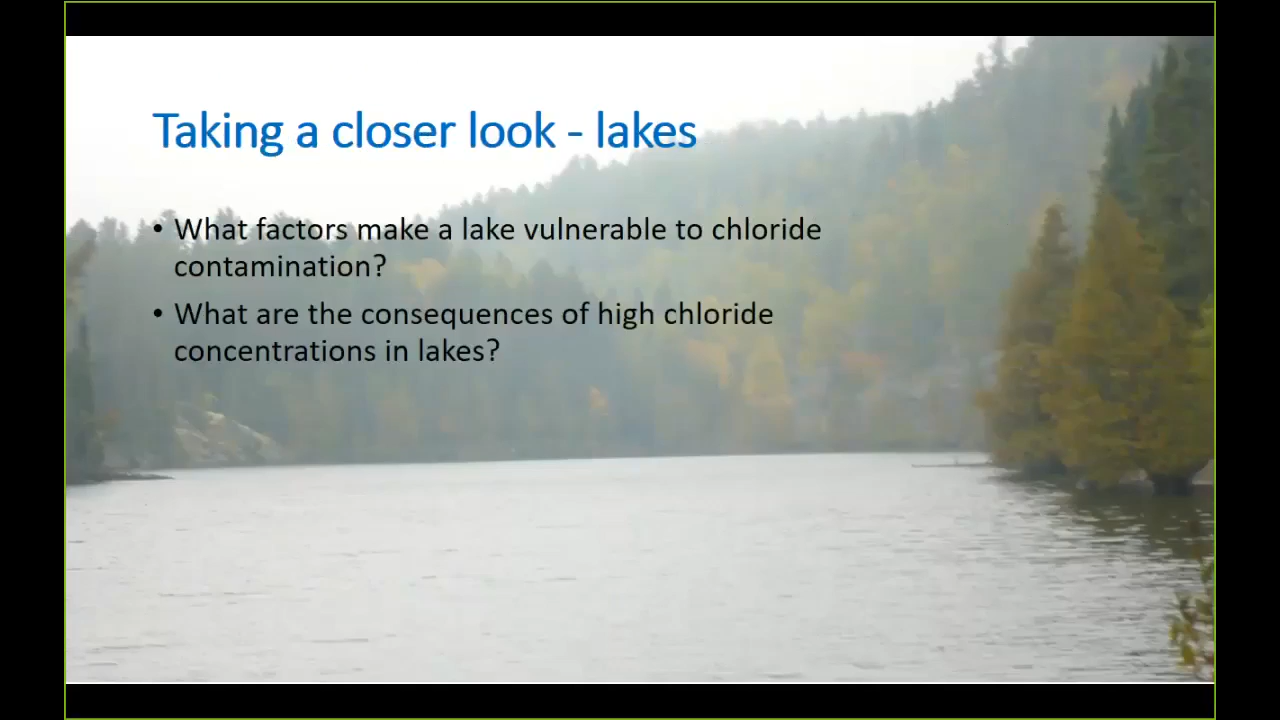 Taking a closer look - lakes
• What factors make a lake vulnerable to chloride
contamination?
• What are the consequences of high chloride
concentrations in lakes?